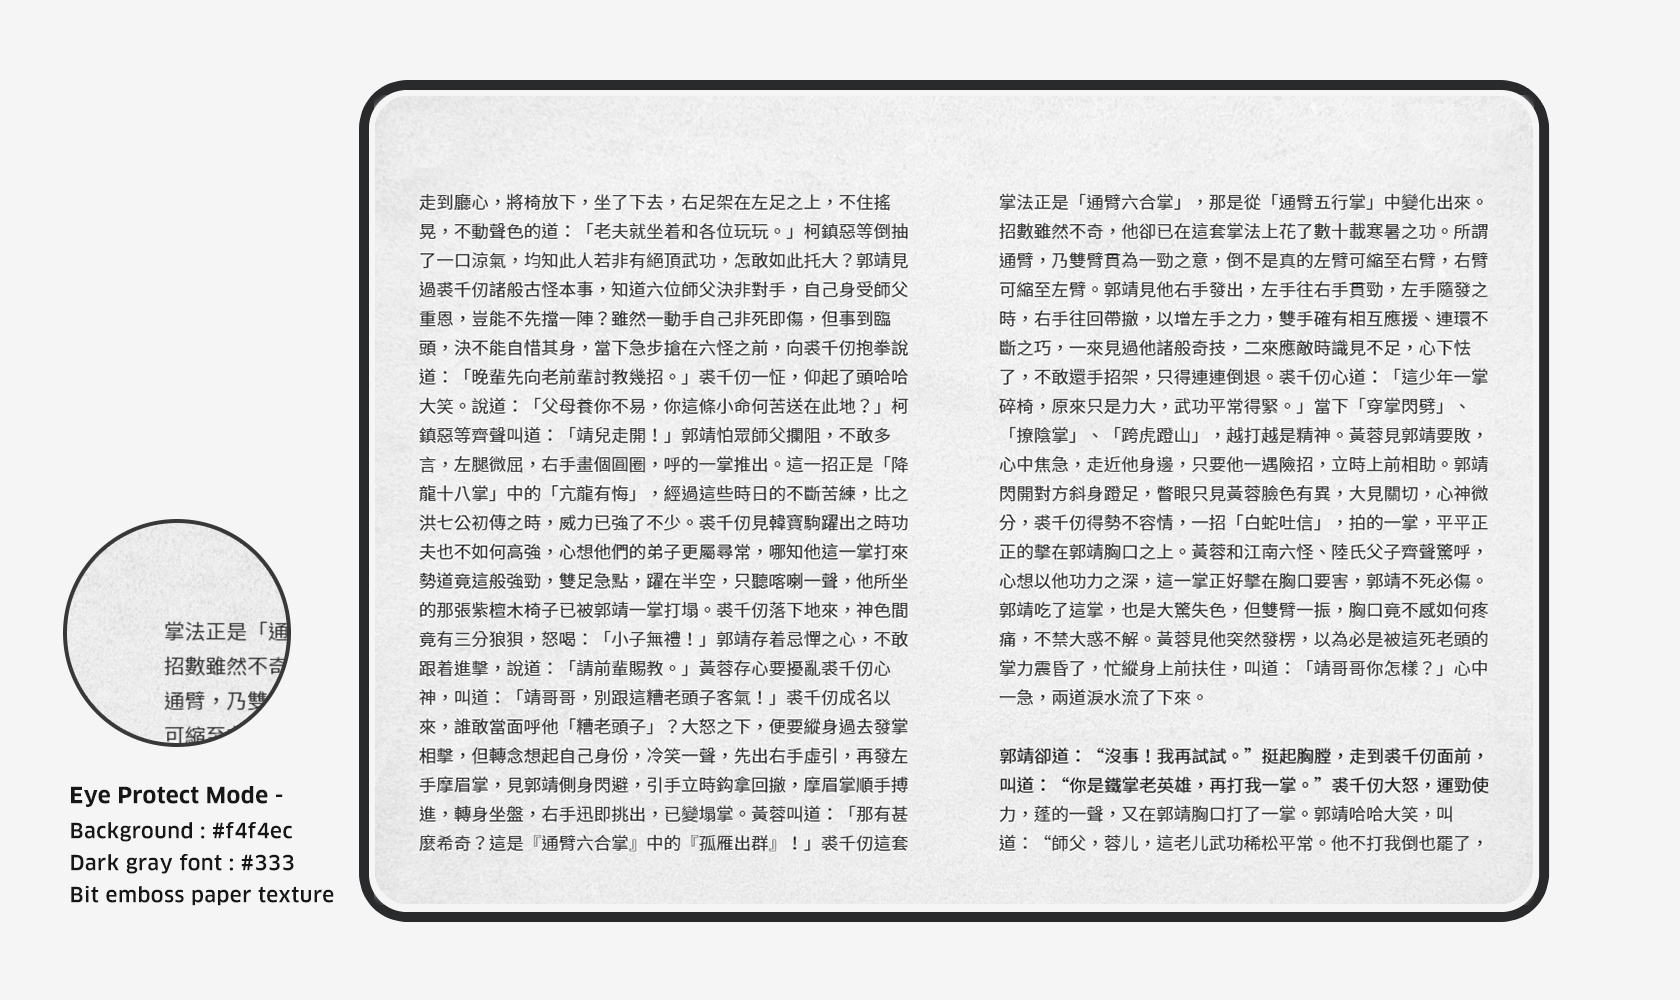 走到廳心，將椅放下，坐了下去，右足架在左足之上，不住搖
晃，不動聲色的道：「老夫就坐着和各位玩玩。」柯鎮惡等倒抽
了一口涼氣，均知此人若非有絕頂武功，怎敢如此托大？郭靖見
過裘千仞諸般古怪本事，知道六位師父決非對手，自己身受師父
重恩，豈能不先擋一陣？雖然一動手自己非死即傷，但事到臨
頭，決不能自惜其身，當下急步搶在六怪之前，向裘千仞抱拳說
道：「晚輩先向老前輩討教幾招。」裘千仞一怔，仰起了頭哈哈
大笑。說道：「父母養你不易，你這條小命何苦送在此地？」柯
鎮惡等齊聲叫道：「靖兒走開！」郭靖怕眾師父攔阻，不敢多
言，左腿微屈，右手畫個圓圈，呼的一掌推出。這一招正是「降
龍十八掌」中的「亢龍有悔」，經過這些時日的不斷苦練，比之
洪七公初傳之時，威力已強了不少。裘千仞見韓寶駒躍出之時功
夫也不如何高強，心想他們的弟子更屬尋常，哪知他這一掌打來
勢道竟這般強勁，雙足急點，躍在半空，只聽喀喇一聲，他所坐
的那張紫檀木椅子已被郭靖一掌打塌。裘千仞落下地來，神色間
竟有三分狼狽，怒喝：「小子無禮！」郭靖存着忌憚之心，不敢
跟着進擊，說道：「請前輩賜教。」黃蓉存心要擾亂裘千仞心
神，叫道：「靖哥哥，別跟這糟老頭子客氣！」裘千仞成名以
來，誰敢當面呼他「糟老頭子」？大怒之下，便要縱身過去發掌
相擊，但轉念想起自己身份，冷笑一聲，先出右手虛引，再發左
手摩眉掌，見郭靖側身閃避，引手立時鈎拿回撤，摩眉掌順手搏
進，轉身坐盤，右手迅即挑出，已變塌掌。黃蓉叫道：「那有甚
麼希奇？這是『通臂六合掌』中的『孤雁出群』！」裘千仞這套
掌法正是「通臂六合掌」，那是從「通臂五行掌」中變化出來。
招數雖然不奇，他卻已在這套掌法上花了數十載寒暑之功。所謂
通臂，乃雙臂貫為一勁之意，倒不是真的左臂可縮至右臂，右臂
可縮至左臂。郭靖見他右手發出，左手往右手貫勁，左手隨發之
時，右手往回帶撤，以增左手之力，雙手確有相互應援、連環不
斷之巧，一來見過他諸般奇技，二來應敵時識見不足，心下怯
了，不敢還手招架，只得連連倒退。裘千仞心道：「這少年一掌
碎椅，原來只是力大，武功平常得緊。」當下「穿掌閃劈」、
「撩陰掌」、「跨虎蹬山」，越打越是精神。黃蓉見郭靖要敗，
心中焦急，走近他身邊，只要他一遇險招，立時上前相助。郭靖
閃開對方斜身蹬足，瞥眼只見黃蓉臉色有異，大見關切，心神微
分，裘千仞得勢不容情，一招「白蛇吐信」，拍的一掌，平平正
正的擊在郭靖胸口之上。黃蓉和江南六怪、陸氏父子齊聲驚呼，
心想以他功力之深，這一掌正好擊在胸口要害，郭靖不死必傷。
郭靖吃了這掌，也是大驚失色，但雙臂一振，胸口竟不感如何疼
痛，不禁大惑不解。黃蓉見他突然發楞，以為必是被這死老頭的
掌力震昏了，忙縱身上前扶住，叫道：「靖哥哥你怎樣？」心中
一急，兩道淚水流了下來。
郭靖卻道：“沒事！我再試試。”挺起胸膛，走到裘千仞面前，
叫道：“你是鐵掌老英雄，再打我一掌。”裘千仞大怒，運勁使
力，蓬的一聲，又在郭靖胸口打了一掌。郭靖哈哈大笑，叫
道：“師父，蓉儿，這老儿武功稀松平常。他不打我倒也罷了，
掌法正是「通
招數雖然不奇
通臂，乃雙
可縮至
Eye Protect Mode -
Background : #f4f4ec
Dark gray font : #333
Bit emboss paper texture